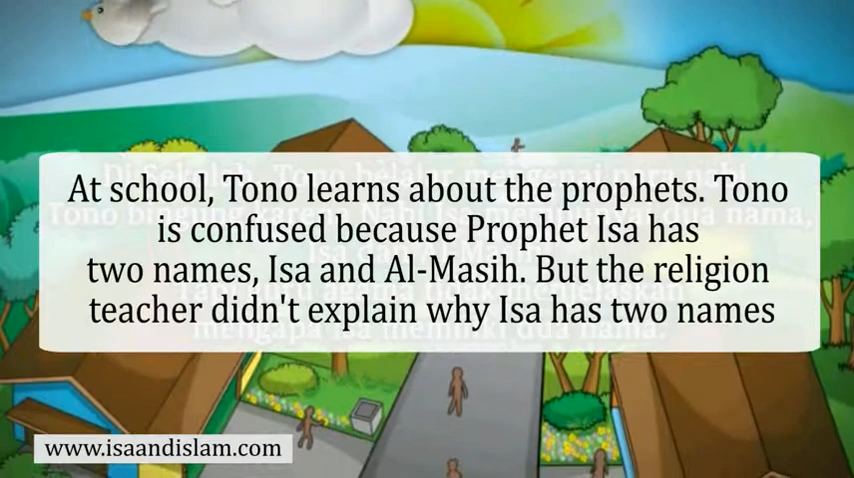 At school, Tono learns about the prophets. Tono
is confused because Prophet Isa has
two names, Isa and Al-Masih. But the religion
teacher didn't explain why Isa has two names
www.isaandislam.com